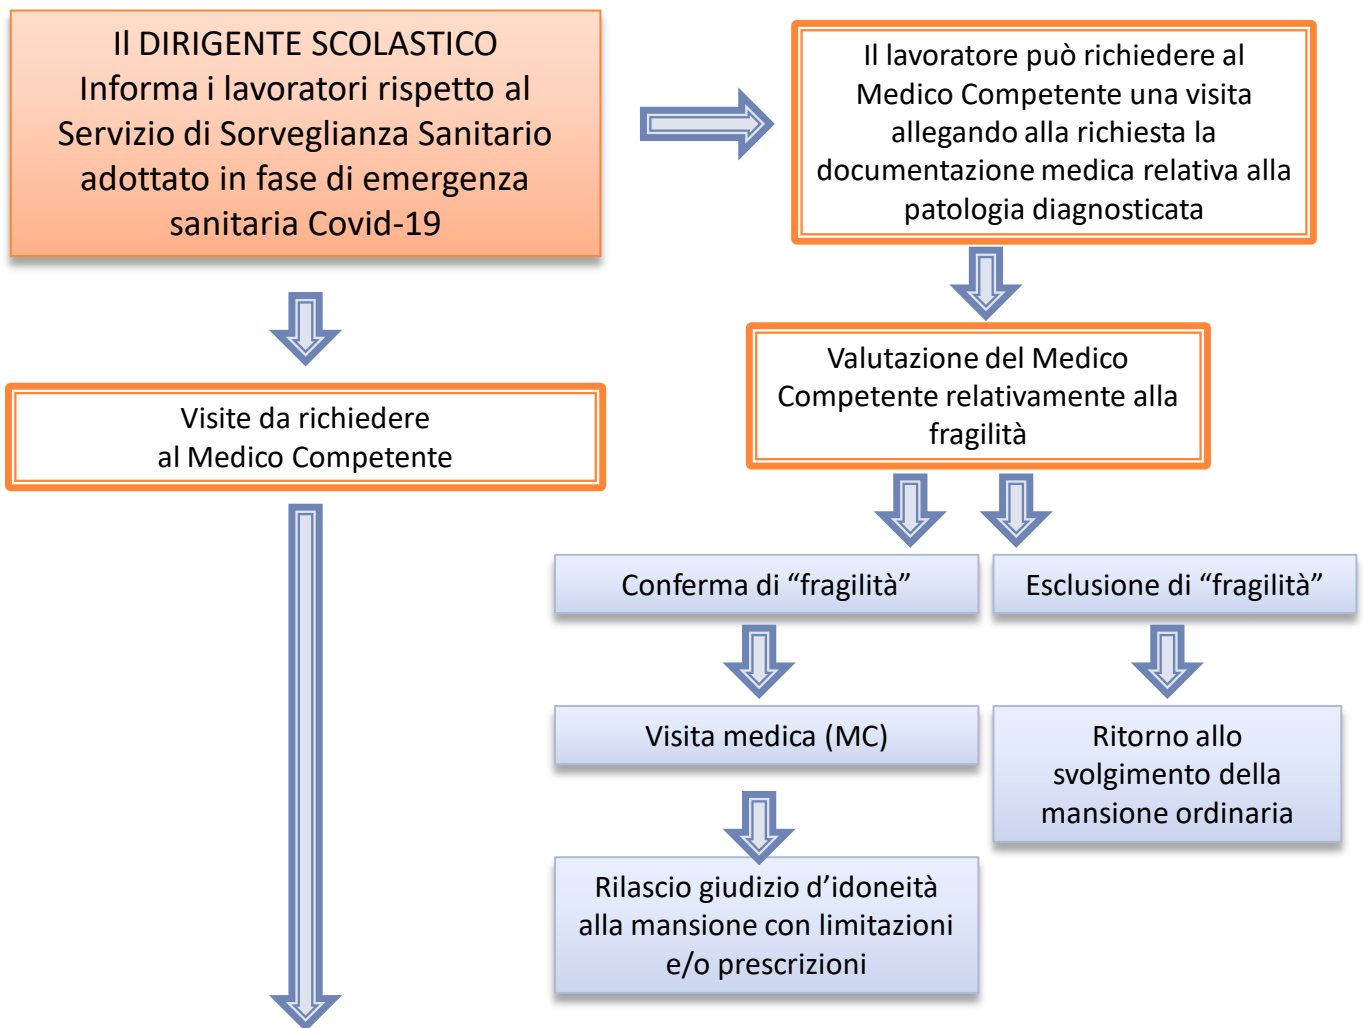 Il DIRIGENTE SCOLASTICO
Informa i lavoratori rispetto al
Servizio di Sorveglianza Sanitario
adottato in fase di emergenza
sanitaria Covid-19
Il lavoratore può richiedere al
Medico Competente una visita
allegando alla richiesta la
documentazione medica relativa alla
patologia diagnosticata
Visite da richiedere
al Medico Competente
Valutazione del Medico
Competente relativamente alla
fragilità
Conferma di “fragilità”
Esclusione di “fragilità”
Visita medica (MC)
Ritorno allo
svolgimento della
mansione ordinaria
Rilascio giudizio d’idoneità
alla mansione con limitazioni
e/o prescrizioni